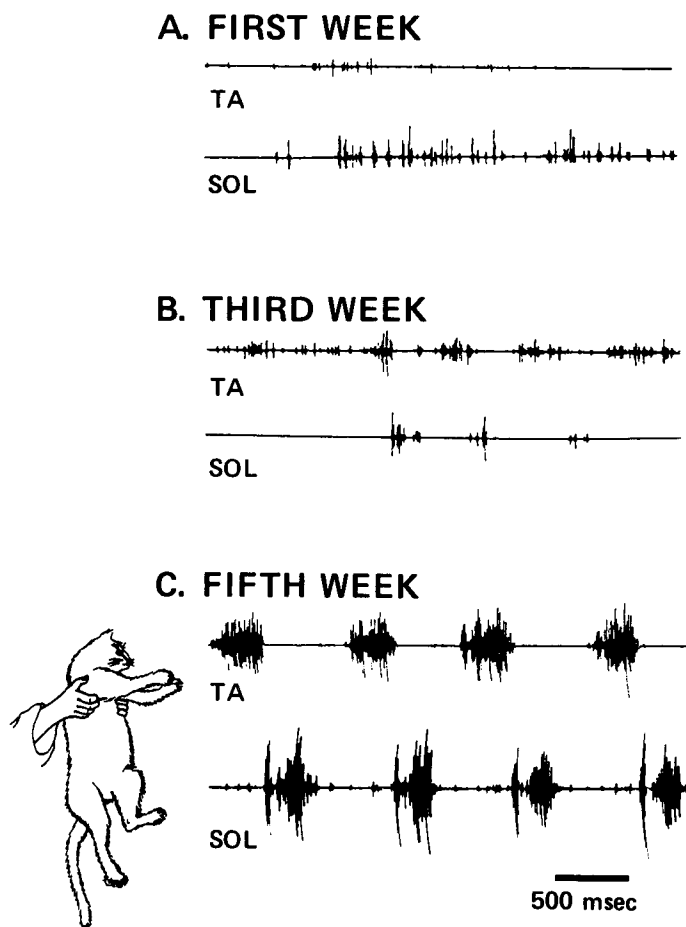 A. FIRST WEEK
TA
SOL
B. THIRD WEEK
TA
SOL
C. FIFTH WEEK
TA
SOL
500 msec